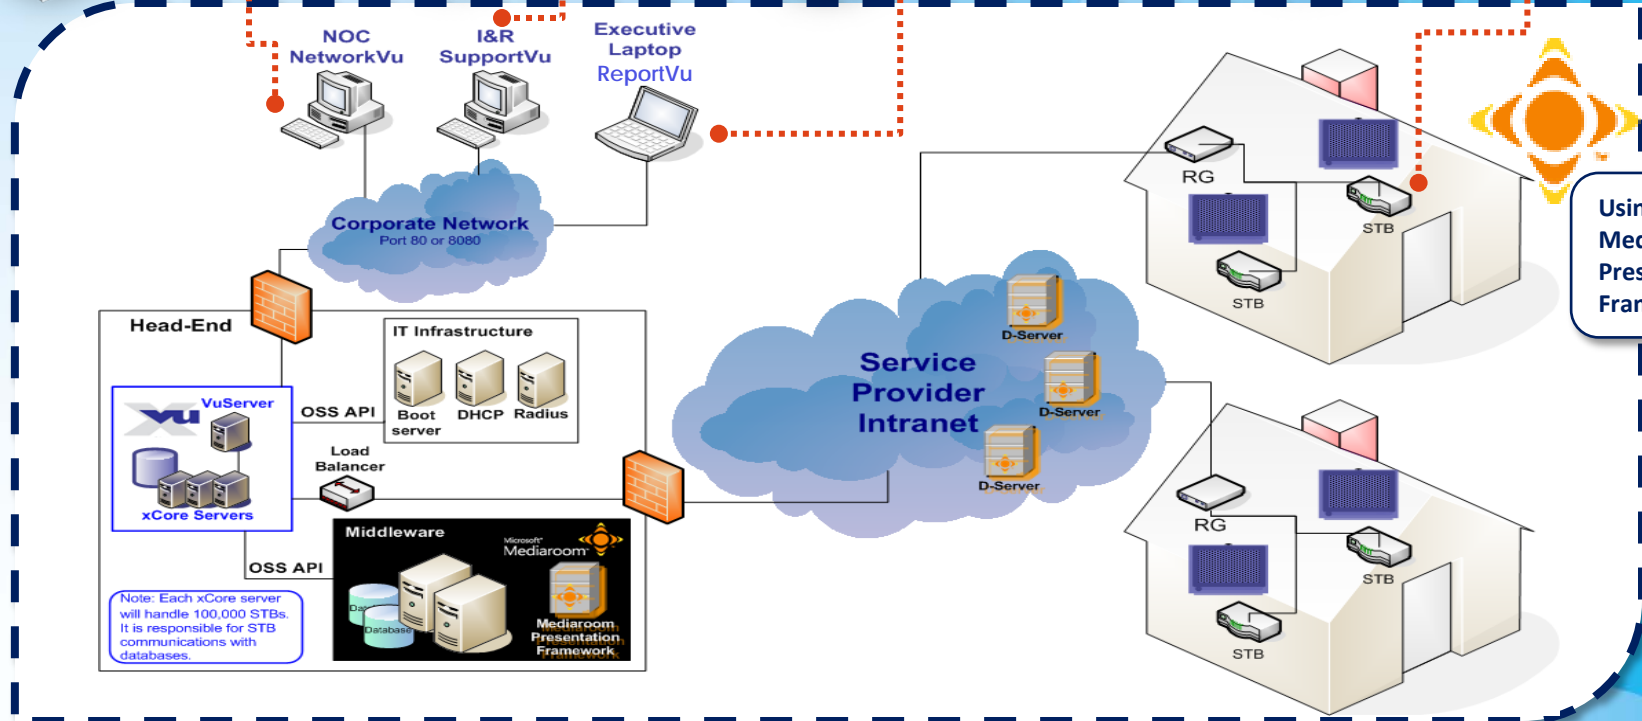 NOC
NetworkVu
I&R
SupportVu
Executive
Laptop
ReportVu
Corporate Network
Port 80 or 8080
Head-End
IT Infrastructure
Boot
server
DHCP
Radius
OSS API
VuServer
Xvu
xCore Servers
Load
Balancer
OSS API
Middleware
Microsoft®
Mediaroom™
Database
Mediaroom
Presentation
Framework
Note: Each xCore server
will handle 100,000 STBs.
It is responsible for STB
communications with
databases.
Service
Provider
Intranet
D-Server
D-Server
D-Server
RG
STB
STB
RG
STB
STB